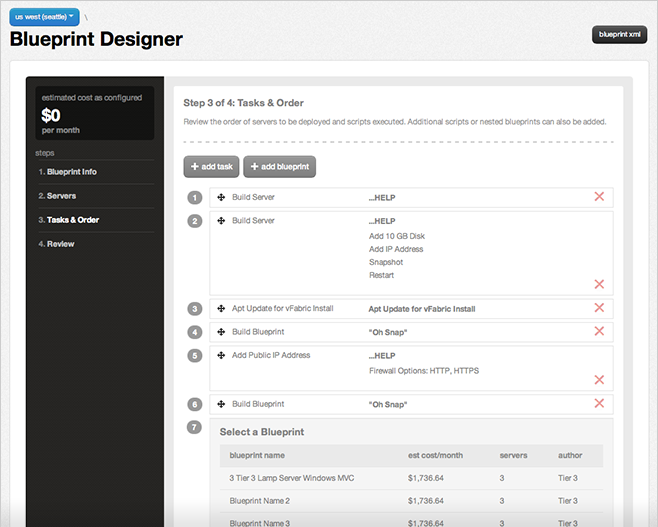 us west (seattle) \
Blueprint Designer
blueprint xml
estimated cost as configured
$0
per month
steps
1. Blueprint Info
2. Servers
3. Tasks & Order
4. Review
Step 3 of 4: Tasks & Order
Review the order of servers to be deployed and scripts executed. Additional scripts or nested blueprints can also be added.
+ add task + add blueprint
1 Build Server ...HELP
2 Build Server ...HELP
Add 10 GB Disk
Add IP Address
Snapshot
Restart
3 Apt Update for vFabric Install Apt Update for vFabric Install
4 Build Blueprint "Oh Snap"
5 Add Public IP Address ...HELP
Firewall Options: HTTP, HTTPS
6 Build Blueprint "Oh Snap"
7 Select a Blueprint
blueprint name est cost/month servers author
3 Tier 3 Lamp Server Windows MVC $1,736.64 3 Tier 3
Blueprint Name 2 $1,736.64 3 Tier 3
Blueprint Name 3 $1,736.64 3 Tier 3